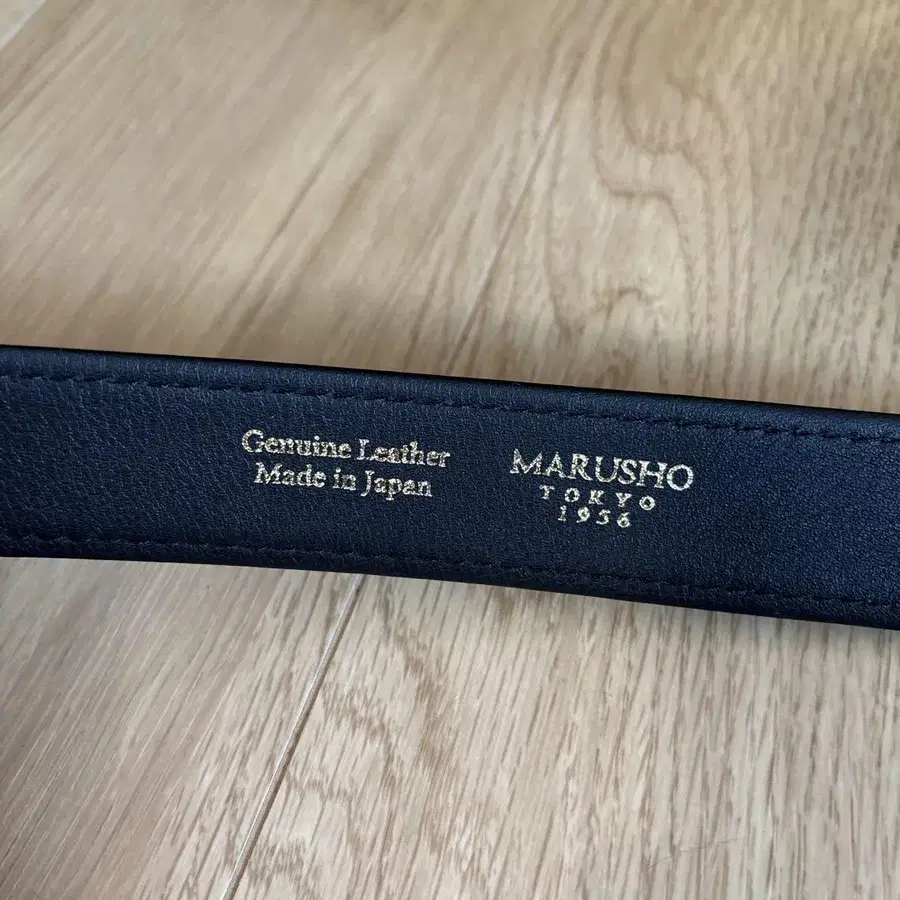 Genuine Leather
Made in Japan
MARUSHO
TOKYO
1956